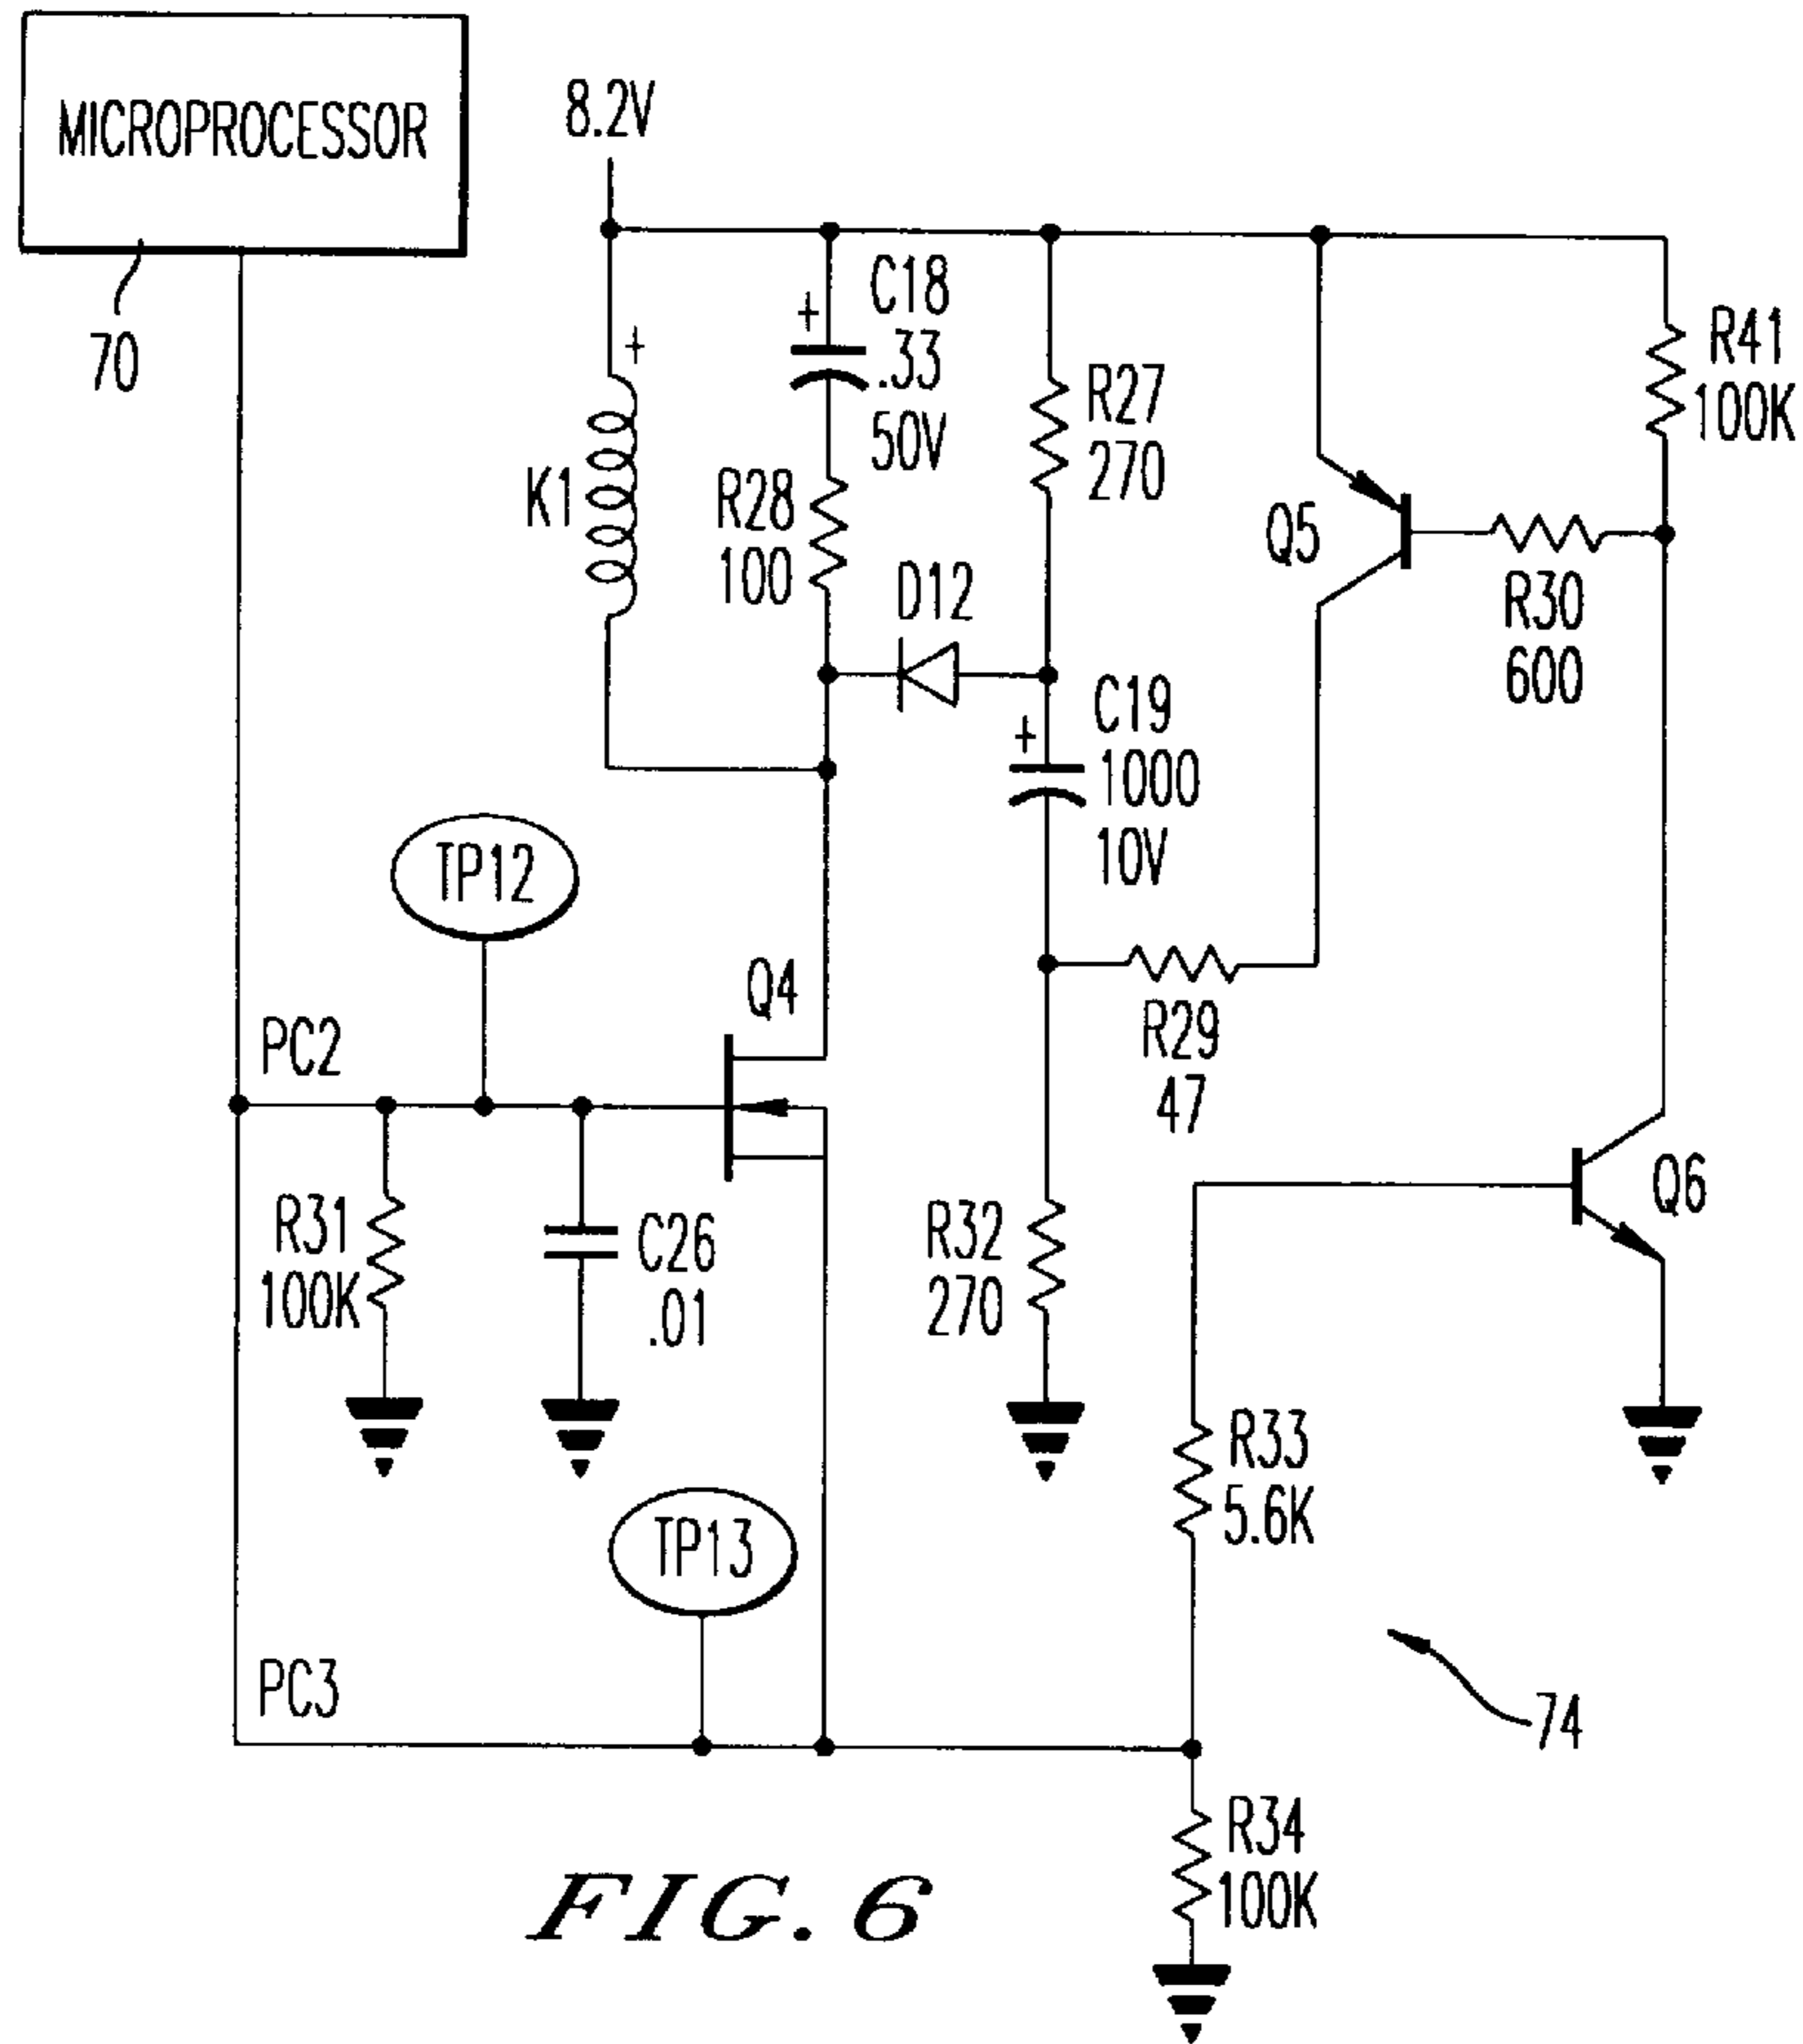 MICROPROCESSOR
70
8.2V
K1
+
+
C18
.33
50V
R28
100
D12
R27
270
+
C19
1000
10V
Q5
R41
100K
R30
600
TP12
Q4
PC2
R29
47
Q6
R31
100K
C26
.01
R32
270
R33
5.6K
TP13
PC3
74
R34
100K
FIG. 6